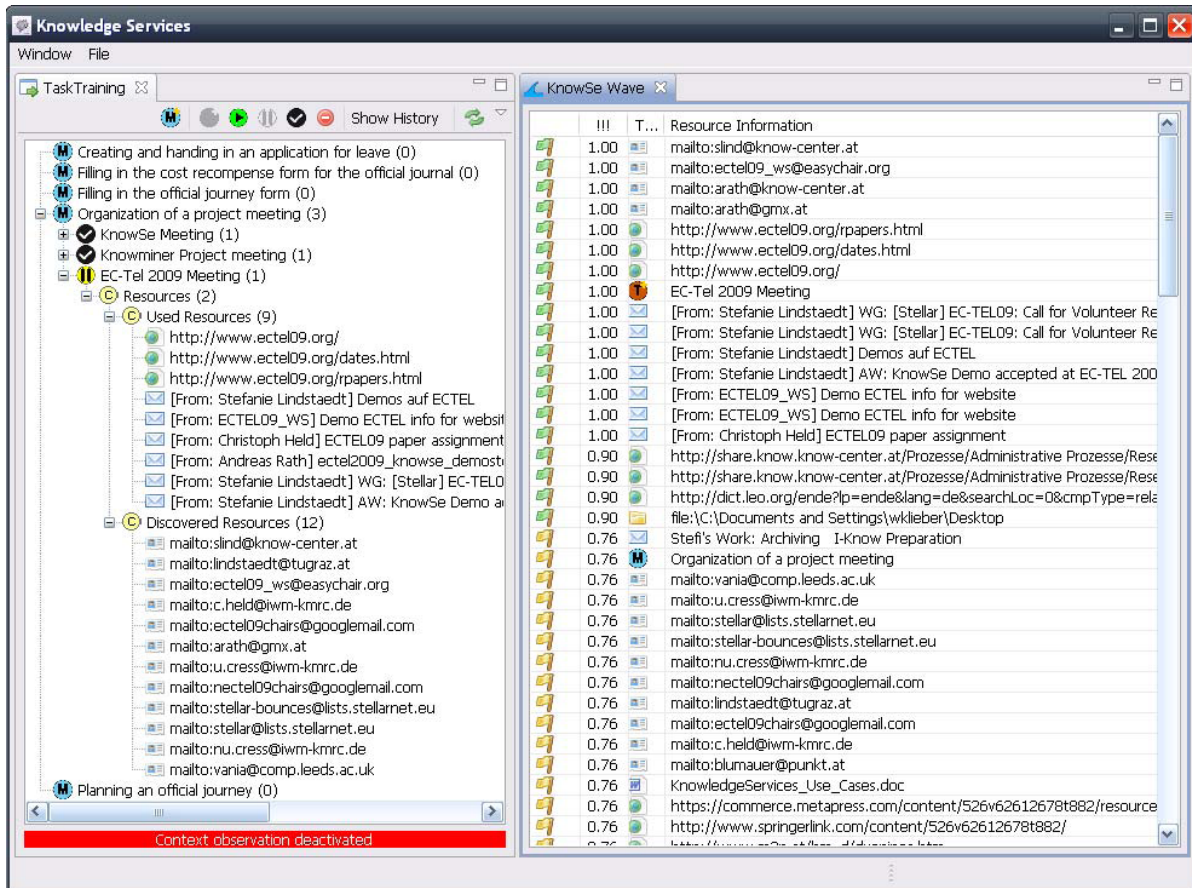 Knowledge Services
Window File
TaskTraining
Show History
Creating and handing in an application for leave (0)
Filling in the cost recompense form for the official journal (0)
Filling in the official journey form (0)
Organization of a project meeting (3)
KnowSe Meeting (1)
Knowminer Project meeting (1)
EC-Tel 2009 Meeting (1)
Resources (2)
Used Resources (9)
http://www.ectel09.org/
http://www.ectel09.org/dates.html
http://www.ectel09.org/rpapers.html
[From: Stefanie Lindstaedt] Demos auf ECTEL
[From: ECTEL09_WS] Demo ECTEL info for websit
[From: Christoph Held] ECTEL09 paper assignment
[From: Andreas Rath] ectel2009_knowse_demosto
[From: Stefanie Lindstaedt] WG: [Stellar] EC-TEL0
[From: Stefanie Lindstaedt] AW: KnowSe Demo a
Discovered Resources (12)
mailto:slind@know-center.at
mailto:lindstaedt@tugraz.at
mailto:ectel09_ws@easychair.org
mailto:c.held@iwm-kmrc.de
mailto:ectel09chairs@googlemail.com
mailto:arath@gmx.at
mailto:u.cress@iwm-kmrc.de
mailto:nectel09chairs@googlemail.com
mailto:stellar-bounces@lists.stellarnet.eu
mailto:stellar@lists.stellarnet.eu
mailto:nu.cress@iwm-kmrc.de
mailto:vania@comp.leeds.ac.uk
Planning an official journey (0)
Context observation deactivated
KnowSe Wave
!!! T... Resource Information
1.00 mailto:slind@know-center.at
1.00 mailto:ectel09_ws@easychair.org
1.00 mailto:arath@know-center.at
1.00 mailto:arath@gmx.at
1.00 http://www.ectel09.org/rpapers.html
1.00 http://www.ectel09.org/dates.html
1.00 http://www.ectel09.org/
1.00 EC-Tel 2009 Meeting
1.00 [From: Stefanie Lindstaedt] WG: [Stellar] EC-TEL09: Call for Volunteer Re
1.00 [From: Stefanie Lindstaedt] WG: [Stellar] EC-TEL09: Call for Volunteer Re
1.00 [From: Stefanie Lindstaedt] Demos auf ECTEL
1.00 [From: Stefanie Lindstaedt] AW: KnowSe Demo accepted at EC-TEL 200
1.00 [From: ECTEL09_WS] Demo ECTEL info for website
1.00 [From: ECTEL09_WS] Demo ECTEL info for website
1.00 [From: Christoph Held] ECTEL09 paper assignment
0.90 http://share.know.know-center.at/Prozesse/Administrative Prozesse/Rese
0.90 http://share.know.know-center.at/Prozesse/Administrative Prozesse/Rese
0.90 http://dict.leo.org/ende?lp=ende&lang=de&searchLoc=0&cmpType=rela
0.90 file:\C:\Documents and Settings\wklieber\Desktop
0.76 Stefi's Work: Archiving I-Know Preparation
0.76 Organization of a project meeting
0.76 mailto:vania@comp.leeds.ac.uk
0.76 mailto:u.cress@iwm-kmrc.de
0.76 mailto:stellar@lists.stellarnet.eu
0.76 mailto:stellar-bounces@lists.stellarnet.eu
0.76 mailto:nu.cress@iwm-kmrc.de
0.76 mailto:nectel09chairs@googlemail.com
0.76 mailto:lindstaedt@tugraz.at
0.76 mailto:ectel09chairs@googlemail.com
0.76 mailto:c.held@iwm-kmrc.de
0.76 mailto:blumauer@punkt.at
0.76 KnowledgeServices_Use_Cases.doc
0.76 https://commerce.metapress.com/content/526v62612678t882/resource
0.76 http://www.springerlink.com/content/526v62612678t882/